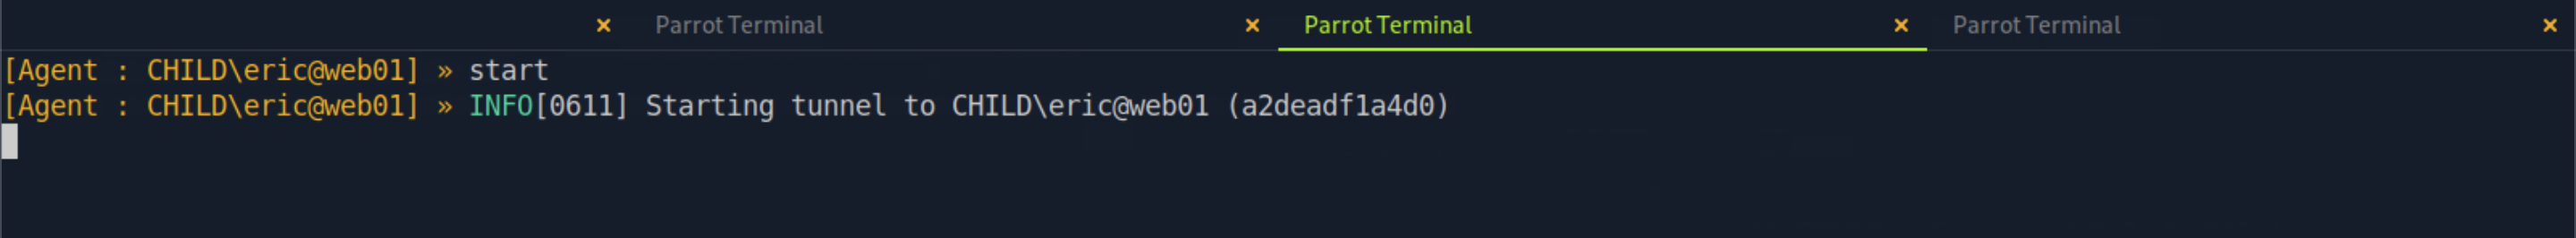 × Parrot Terminal × Parrot Terminal × Parrot Terminal ×
[Agent : CHILD\eric@web01] » start
[Agent : CHILD\eric@web01] » INFO[0611] Starting tunnel to CHILD\eric@web01 (a2deadf1a4d0)